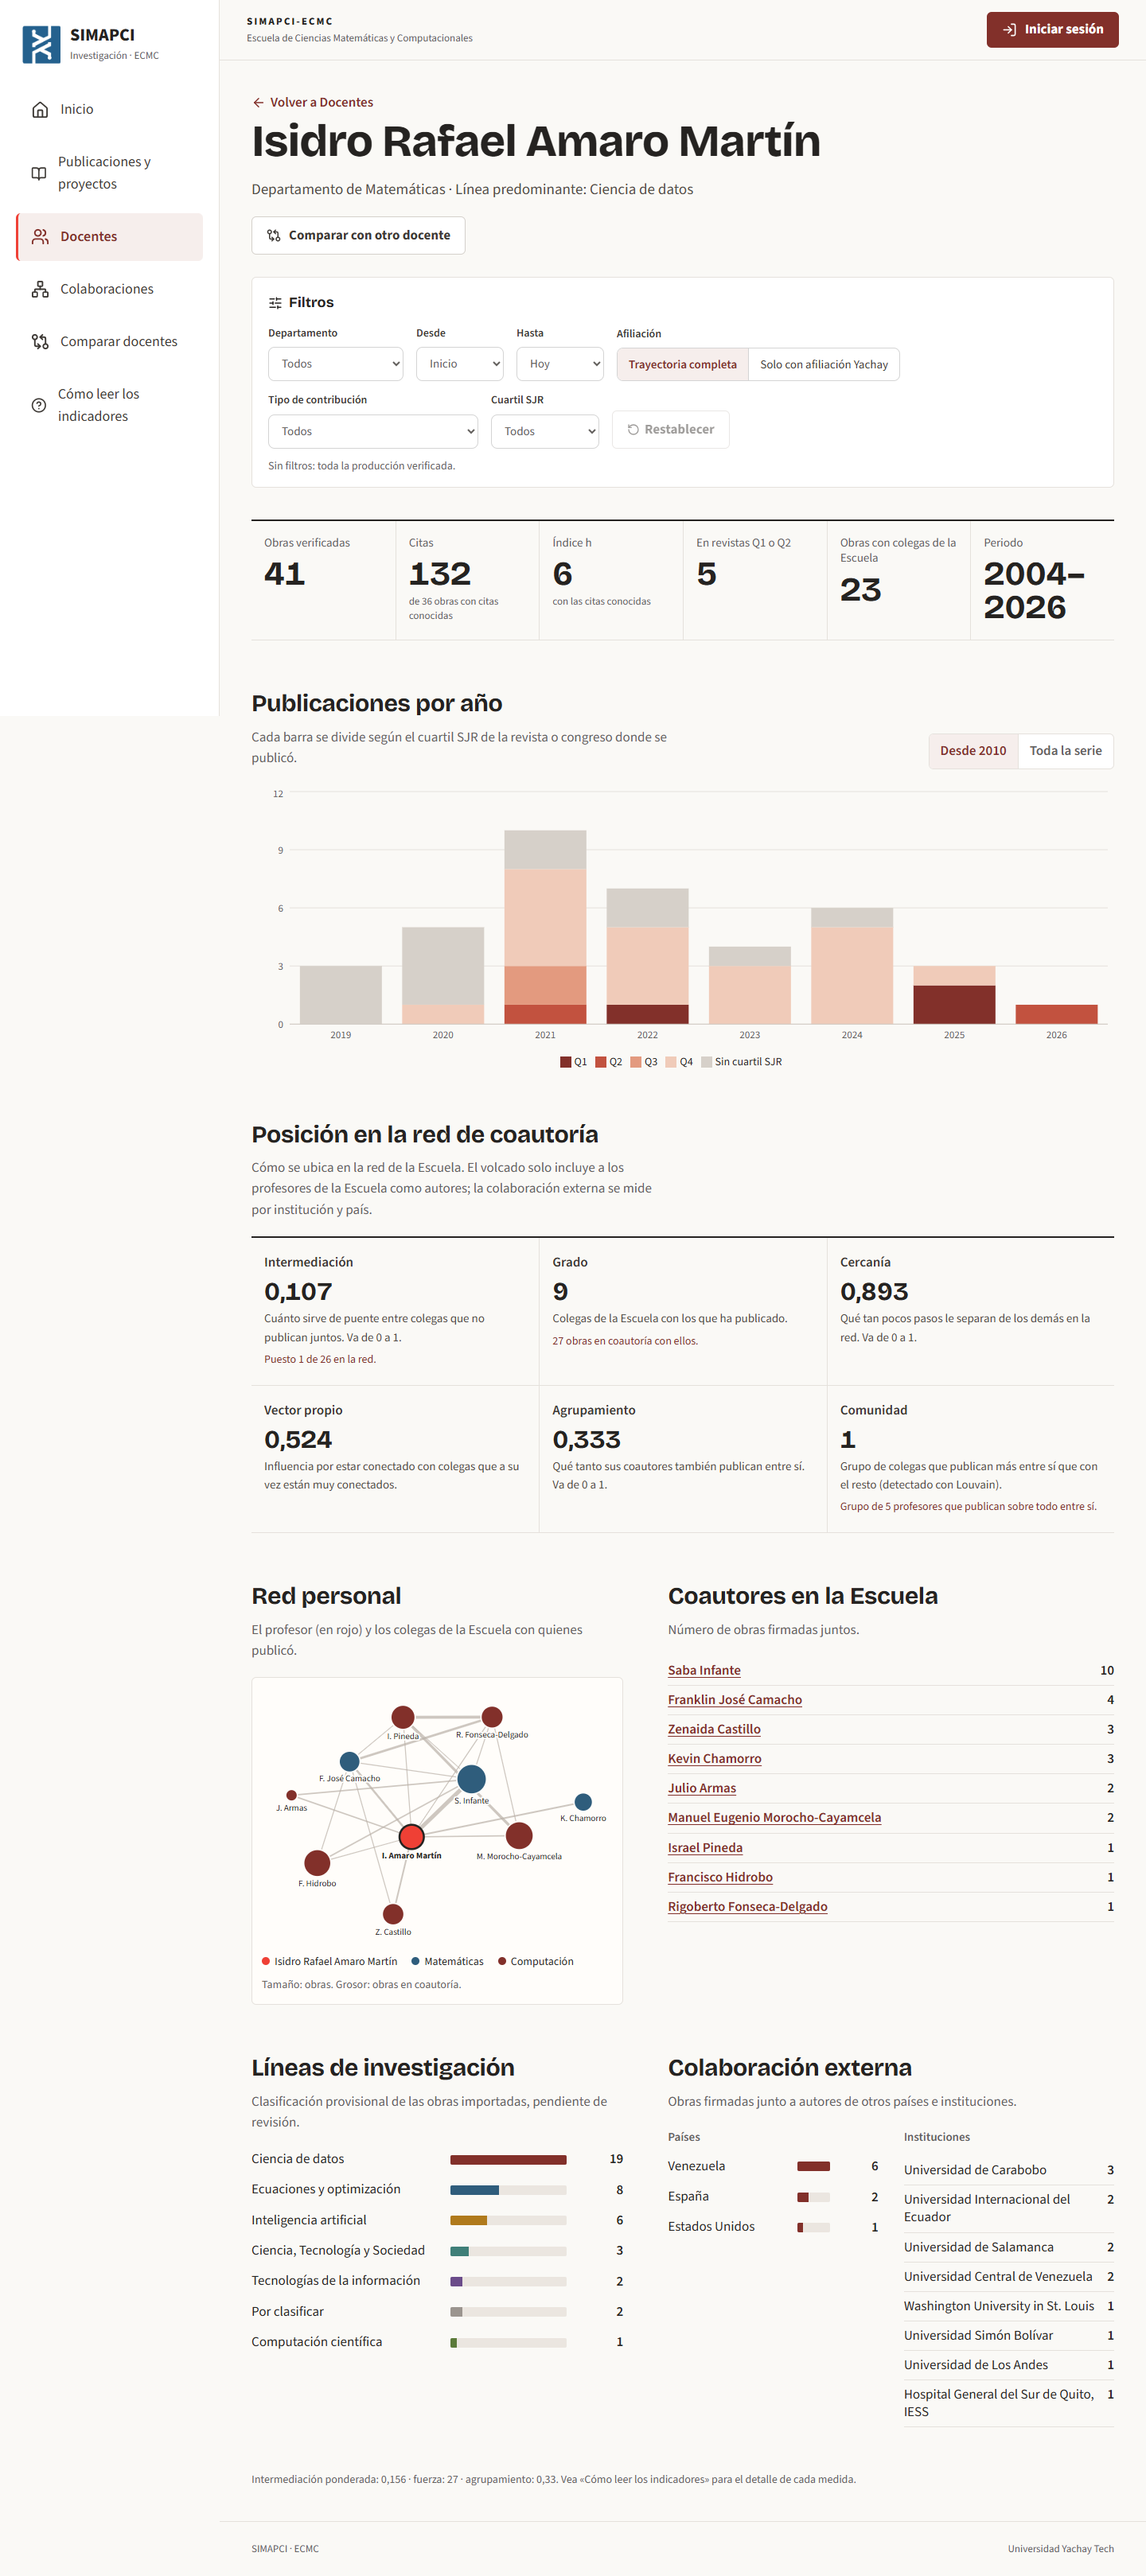 SIMAPCI
Investigación · ECMC
Inicio
Publicaciones y
proyectos
Docentes
Colaboraciones
Comparar docentes
Cómo leer los
indicadores
SIMAPCI-ECMC
Escuela de Ciencias Matemáticas y Computacionales
Iniciar sesión
Volver a Docentes
Isidro Rafael Amaro Martín
Departamento de Matemáticas · Línea predominante: Ciencia de datos
Comparar con otro docente
Filtros
Departamento
Desde
Hasta
Afiliación
Todos
Inicio
Hoy
Trayectoria completa
Solo con afiliación Yachay
Tipo de contribución
Cuartil SJR
Todos
Todos
Restablecer
Sin filtros: toda la producción verificada.
Obras verificadas
41
Citas
132
de 36 obras con citas
conocidas
Índice h
6
con las citas conocidas
En revistas Q1 o Q2
5
Obras con colegas de la
Escuela
23
Periodo
2004–
2026
Publicaciones por año
Cada barra se divide según el cuartil SJR de la revista o congreso donde se
publicó.
Desde 2010
Toda la serie
12
9
6
3
0
2019
2020
2021
2022
2023
2024
2025
2026
Q1
Q2
Q3
Q4
Sin cuartil SJR
Posición en la red de coautoría
Cómo se ubica en la red de la Escuela. El volcado solo incluye a los
profesores de la Escuela como autores; la colaboración externa se mide
por institución y país.
Intermediación
0,107
Cuánto sirve de puente entre colegas que no
publican juntos. Va de 0 a 1.
Puesto 1 de 26 en la red.
Grado
9
Colegas de la Escuela con los que ha publicado.
27 obras en coautoría con ellos.
Cercanía
0,893
Qué tan pocos pasos le separan de los demás en la
red. Va de 0 a 1.
Vector propio
0,524
Influencia por estar conectado con colegas que a su
vez están muy conectados.
Agrupamiento
0,333
Qué tanto sus coautores también publican entre sí.
Va de 0 a 1.
Comunidad
1
Grupo de colegas que publican más entre sí que con
el resto (detectado con Louvain).
Grupo de 5 profesores que publican sobre todo entre sí.
Red personal
El profesor (en rojo) y los colegas de la Escuela con quienes
publicó.
I. Pineda
R. Fonseca-Delgado
F. José Camacho
S. Infante
J. Armas
K. Chamorro
I. Amaro Martín
M. Morocho-Cayamcela
F. Hidrobo
Z. Castillo
Isidro Rafael Amaro Martín
Matemáticas
Computación
Tamaño: obras. Grosor: obras en coautoría.
Coautores en la Escuela
Número de obras firmadas juntos.
Saba Infante 10
Franklin José Camacho 4
Zenaida Castillo 3
Kevin Chamorro 3
Julio Armas 2
Manuel Eugenio Morocho-Cayamcela 2
Israel Pineda 1
Francisco Hidrobo 1
Rigoberto Fonseca-Delgado 1
Líneas de investigación
Clasificación provisional de las obras importadas, pendiente de
revisión.
Ciencia de datos 19
Ecuaciones y optimización 8
Inteligencia artificial 6
Ciencia, Tecnología y Sociedad 3
Tecnologías de la información 2
Por clasificar 2
Computación científica 1
Colaboración externa
Obras firmadas junto a autores de otros países e instituciones.
Países
Venezuela 6
España 2
Estados Unidos 1
Instituciones
Universidad de Carabobo 3
Universidad Internacional del 2
Ecuador
Universidad de Salamanca 2
Universidad Central de Venezuela 2
Washington University in St. Louis 1
Universidad Simón Bolívar 1
Universidad de Los Andes 1
Hospital General del Sur de Quito, 1
IESS
Intermediación ponderada: 0,156 · fuerza: 27 · agrupamiento: 0,33. Vea «Cómo leer los indicadores» para el detalle de cada medida.
SIMAPCI · ECMC
Universidad Yachay Tech